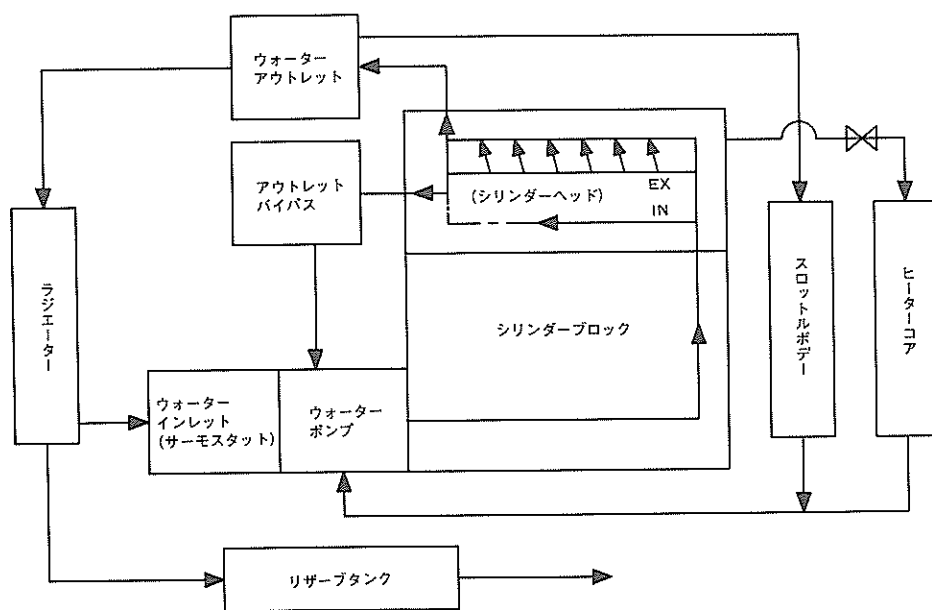 ウォーター
アウトレット
アウトレット
バイパス
(シリンダーヘッド)
EX
IN
シリンダーブロック
ラジエーター
ウォーター
インレット
(サーモスタット)
ウォーター
ポンプ
スロットルボデー
ヒーターコア
リザーブタンク